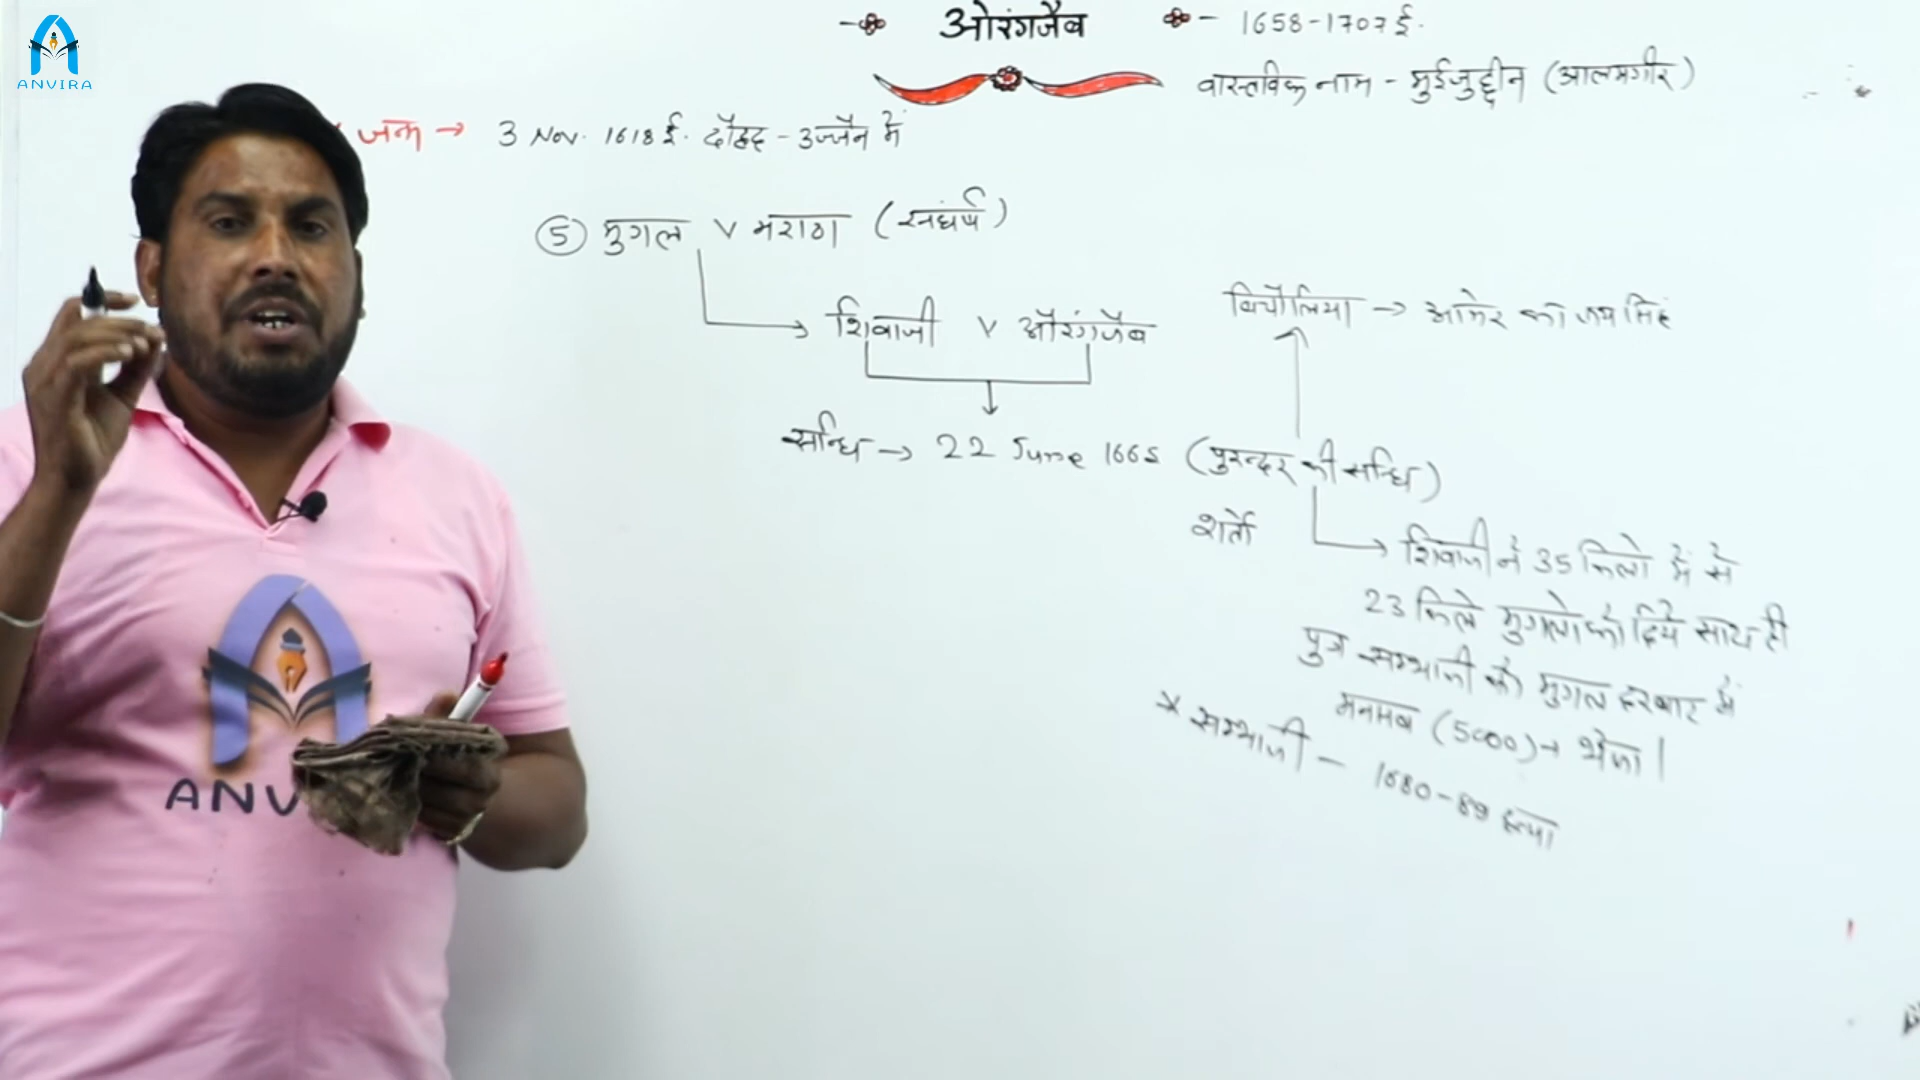 ANVIRA
औरंगजेब - 1658-1707 ई.
वास्तविक नाम - मुईजुद्दीन (आलमगीर)
जन्म → 3 Nov. 1618 ई. दोहद - उज्जैन में
⑤ मुगल V मराठा (संघर्ष)
शिवाजी V औरंगजेब
बिचौलिया → आमेर का जयसिंह
सन्धि → 22 June 1665 (पुरन्दर की सन्धि)
शर्ते
शिवाजी ने 35 किलो में से
23 किले मुगलो को दिये साथ ही
पुत्र सम्भाजी को मुगल दरबार में
मनसब (5000) → भेजा।
* सम्भाजी - 1680-89 हत्या
ANV